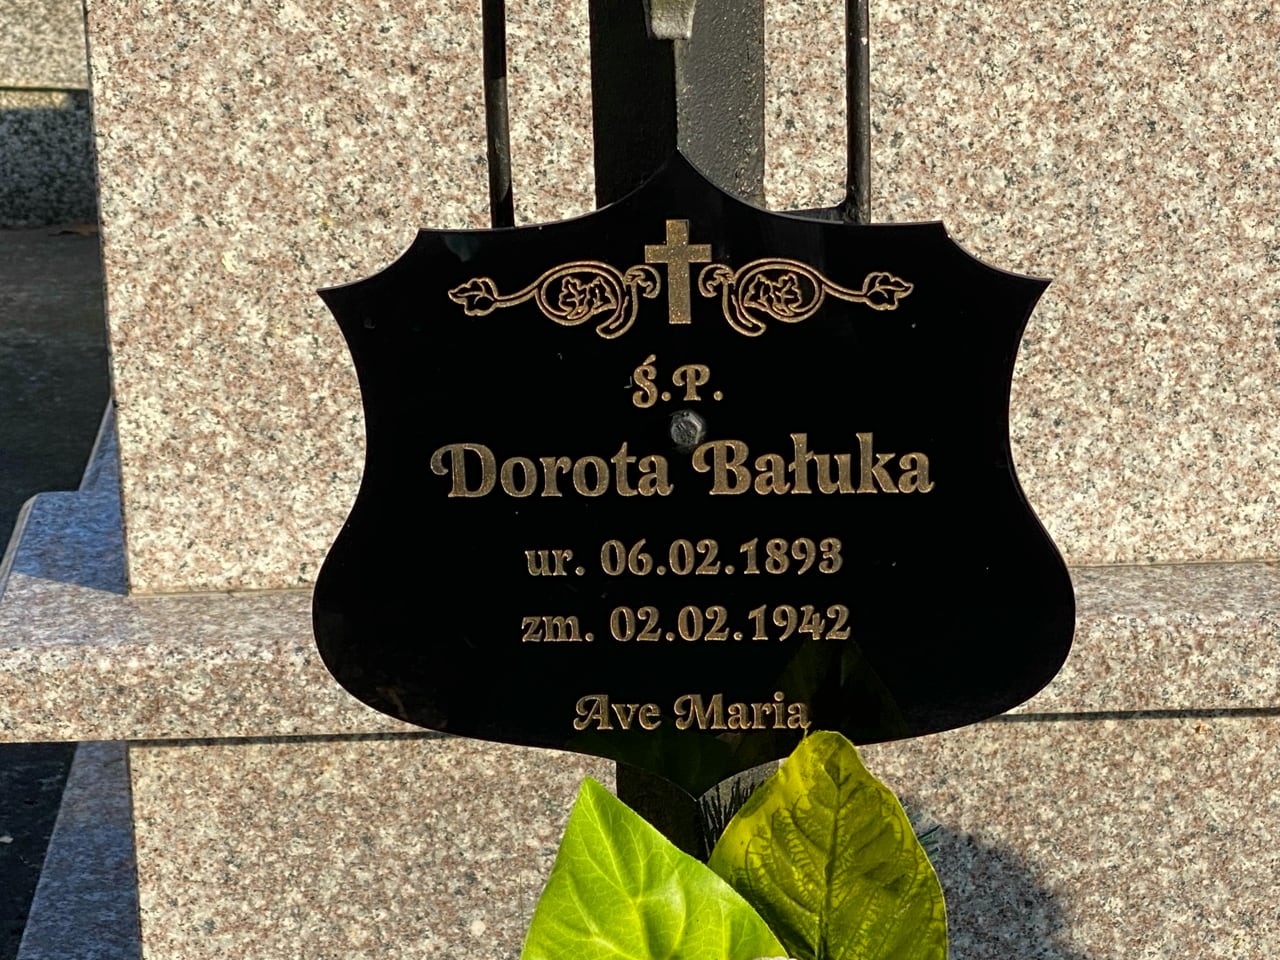 Ś.P.
Dorota Bałuka
ur. 06.02.1893
zm. 02.02.1942
Ave Maria